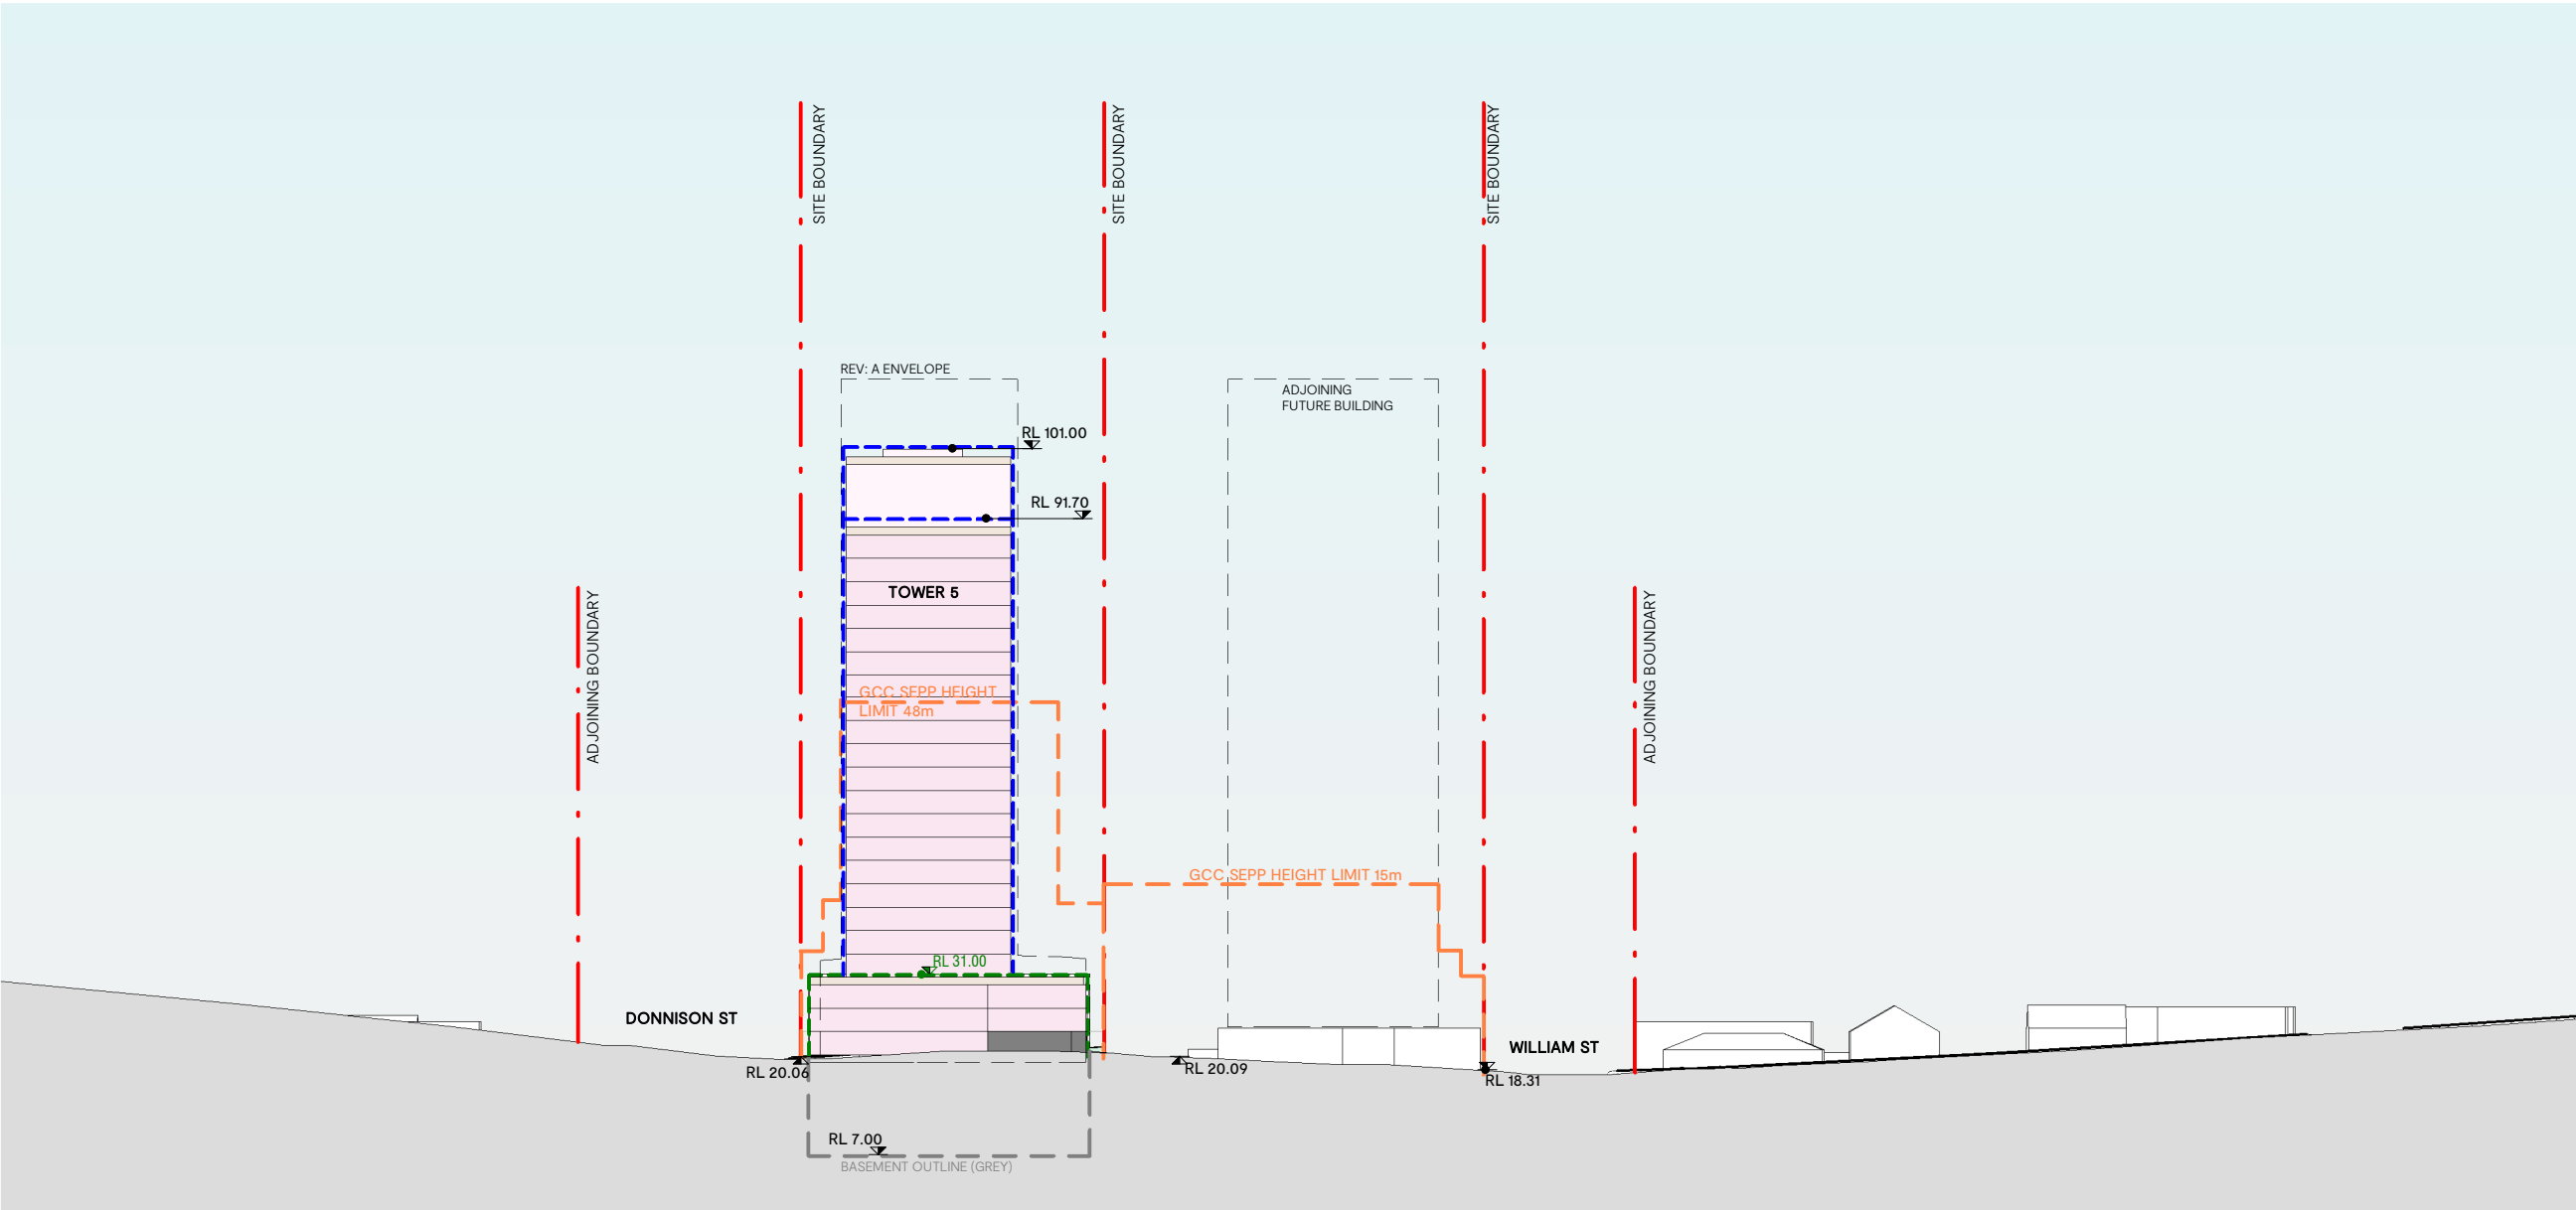 SITE BOUNDARY
SITE BOUNDARY
SITE BOUNDARY
REV: A ENVELOPE
ADJOINING
FUTURE BUILDING
RL 101.00
RL 91.70
TOWER 5
ADJOINING BOUNDARY
ADJOINING BOUNDARY
GCC SEPP HEIGHT
LIMIT 48m
GCC SEPP HEIGHT LIMIT 15m
RL 31.00
DONNISON ST
WILLIAM ST
RL 20.06
RL 20.09
RL 18.31
RL 7.00
BASEMENT OUTLINE (GREY)